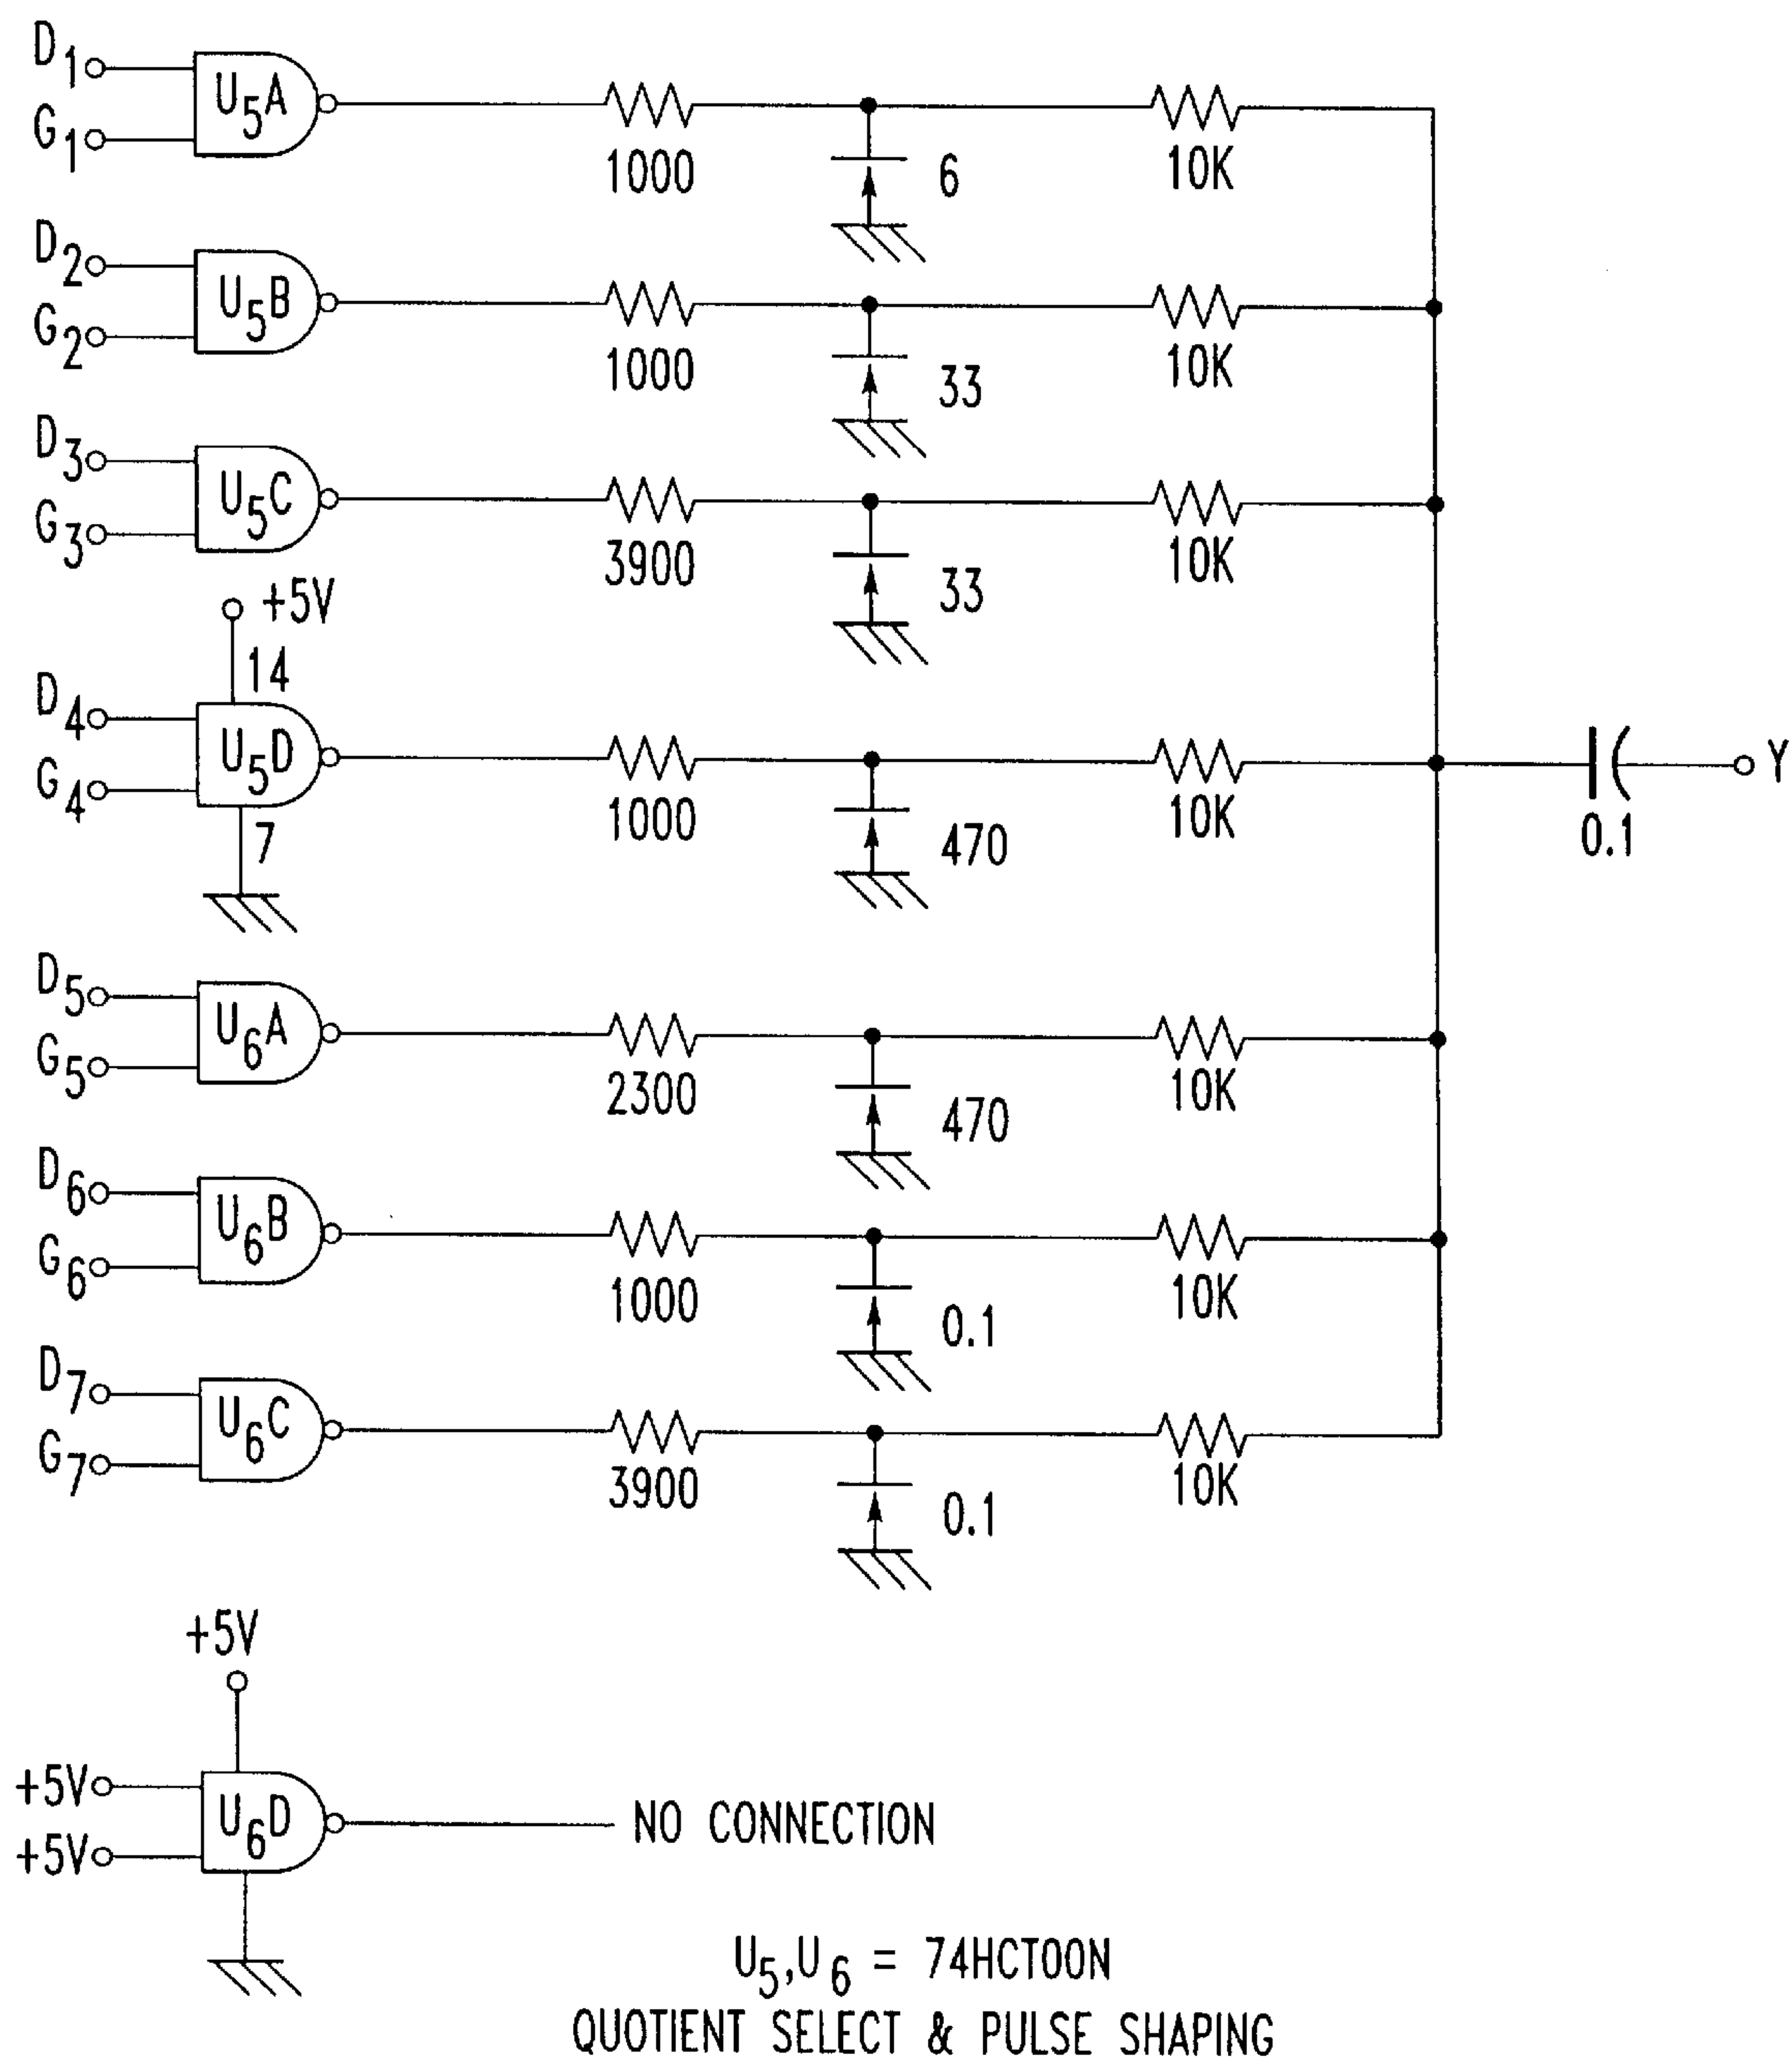 D1
G1
U5A
1000
6
10K
D2
G2
U5B
1000
33
10K
D3
G3
U5C
3900
33
10K
+5V
14
D4
G4
U5D
7
1000
470
10K
0.1
Y
D5
G5
U6A
2300
470
10K
D6
G6
U6B
1000
0.1
10K
D7
G7
U6C
3900
0.1
10K
+5V
+5V
+5V
U6D
NO CONNECTION
U5,U6 = 74HCT00N
QUOTIENT SELECT & PULSE SHAPING